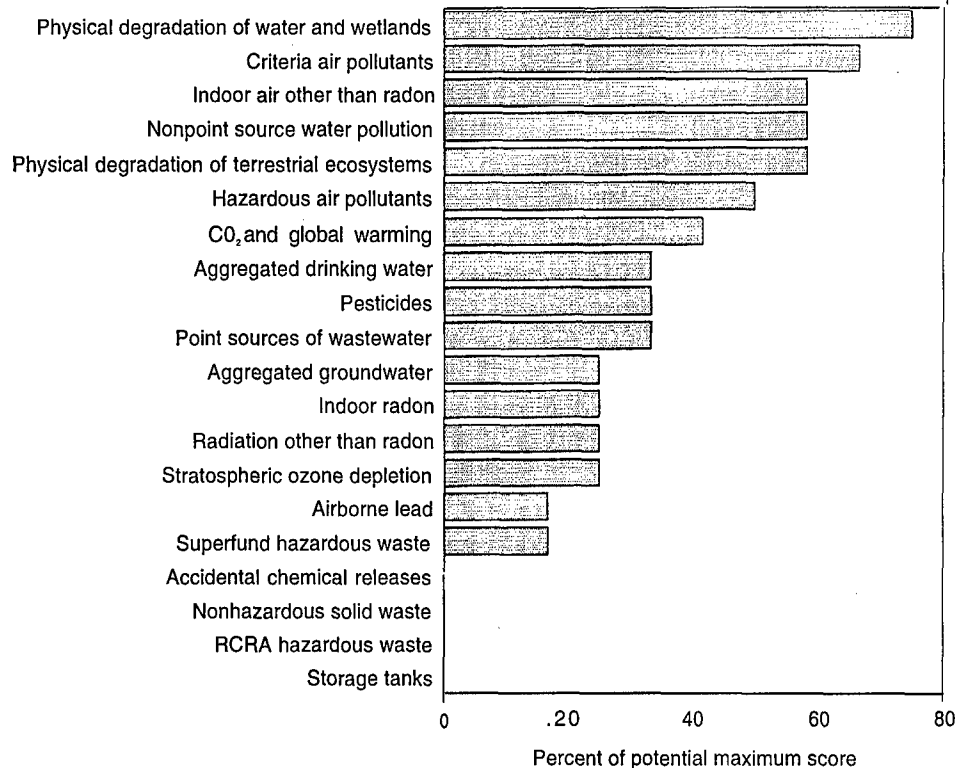 Physical degradation of water and wetlands
Criteria air pollutants
Indoor air other than radon
Nonpoint source water pollution
Physical degradation of terrestrial ecosystems
Hazardous air pollutants
CO₂ and global warming
Aggregated drinking water
Pesticides
Point sources of wastewater
Aggregated groundwater
Indoor radon
Radiation other than radon
Stratospheric ozone depletion
Airborne lead
Superfund hazardous waste
Accidental chemical releases
Nonhazardous solid waste
RCRA hazardous waste
Storage tanks
0 .20 40 60 80
Percent of potential maximum score